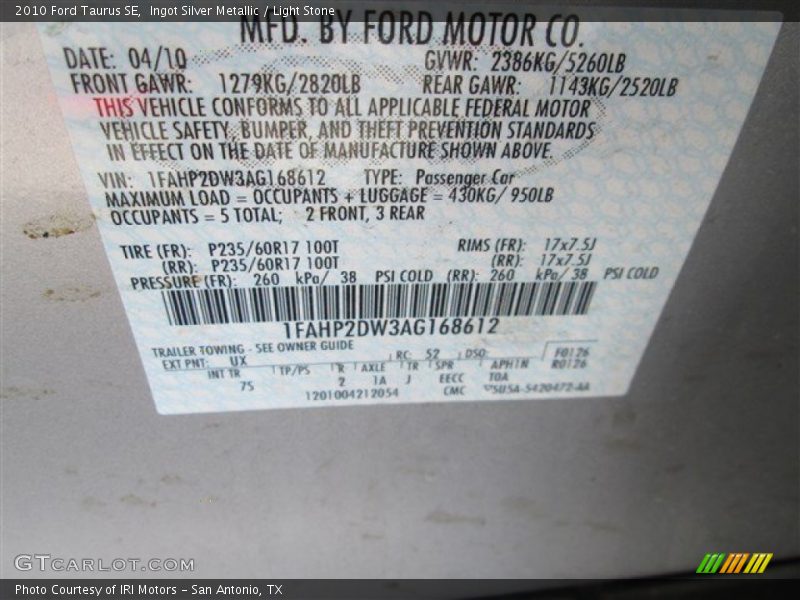 2010 Ford Taurus SE, Ingot Silver Metallic / Light Stone
MFD. BY FORD MOTOR CO.
DATE: 04/10 GVWR: 2386KG/5260LB
FRONT GAWR: 1279KG/2820LB REAR GAWR: 1143KG/2520LB
THIS VEHICLE CONFORMS TO ALL APPLICABLE FEDERAL MOTOR
VEHICLE SAFETY, BUMPER, AND THEFT PREVENTION STANDARDS
IN EFFECT ON THE DATE OF MANUFACTURE SHOWN ABOVE.
VIN: 1FAHP2DW3AG168612 TYPE: Passenger Car
MAXIMUM LOAD = OCCUPANTS + LUGGAGE = 430KG/ 950LB
OCCUPANTS = 5 TOTAL; 2 FRONT, 3 REAR
TIRE (FR): P235/60R17 100T RIMS (FR): 17x7.5J
(RR): P235/60R17 100T (RR): 17x7.5J
PRESSURE (FR): 260 kPa/ 38 PSI COLD (RR): 260 kPa/ 38 PSI COLD
1FAHP2DW3AG168612
TRAILER TOWING - SEE OWNER GUIDE
RC: 52 DSO: F0126
EXT PNT: UX R0126
INT TR TP/PS R AXLE TR SPR APHTN
75 2 1A J EECC TOA
1201004212054 CMC 5U5A-5420472-AA
GTCARLOT.COM
Photo Courtesy of IRI Motors – San Antonio, TX